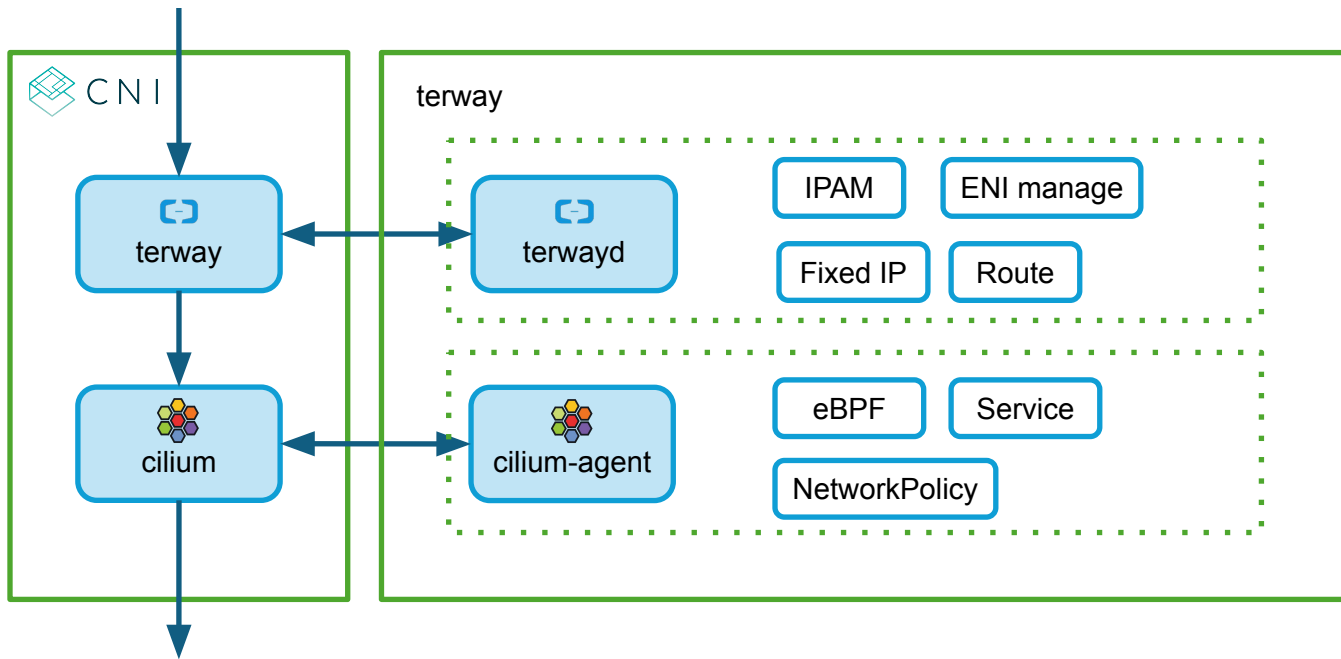 CNI
terway
terway
terwayd
IPAM
ENI manage
Fixed IP
Route
cilium
cilium-agent
eBPF
Service
NetworkPolicy